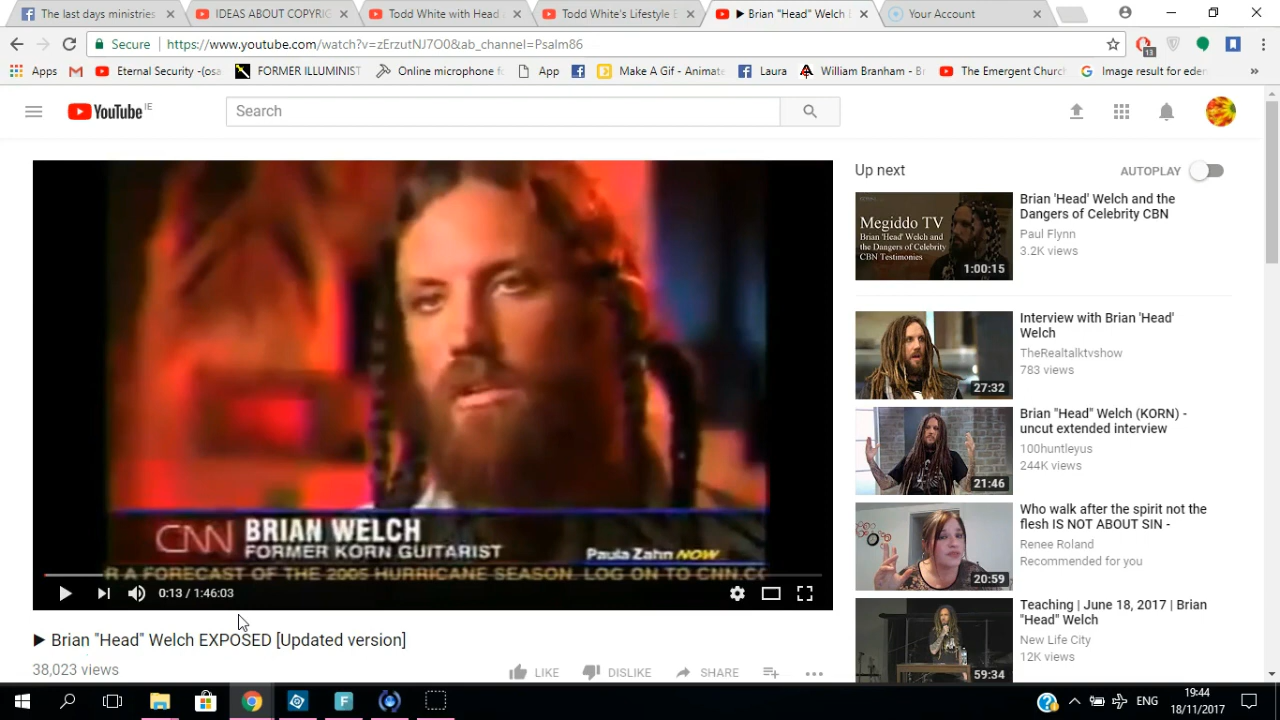 The last days ministries
IDEAS ABOUT COPYRIG
Todd White with Head
Todd White's Lifestyle E
▶ Brian "Head" Welch E
Your Account
Secure
https://www.youtube.com/watch?v=zErzutNJ7O0&ab_channel=Psalm86
13
Apps
Eternal Security -(osa
FORMER ILLUMINIST
Online microphone f
App
Make A Gif - Animate
Laura
William Branham - Br
The Emergent Church
Image result for eden
»
YouTube IE
Search
CNN BRIAN WELCH
FORMER KORN GUITARIST
Paula Zahn NOW
R A FORECAST OF THE 2005 HURRICANE SEASON, LOG ON TO CNN.CO
0:13 / 1:46:03
▶ Brian "Head" Welch EXPOSED [Updated version]
38,023 views
LIKE
DISLIKE
SHARE
Up next
AUTOPLAY
Megiddo TV
Brian 'Head' Welch and
the Dangers of Celebrity
CBN Testimonies
1:00:15
Brian 'Head' Welch and the
Dangers of Celebrity CBN
Paul Flynn
3.2K views
27:32
Interview with Brian 'Head'
Welch
TheRealtalktvshow
783 views
21:46
Brian "Head" Welch (KORN) -
uncut extended interview
100huntleyus
244K views
20:59
Who walk after the spirit not the
flesh IS NOT ABOUT SIN -
Renee Roland
Recommended for you
59:34
Teaching | June 18, 2017 | Brian
"Head" Welch
New Life City
12K views
ENG
19:44
18/11/2017